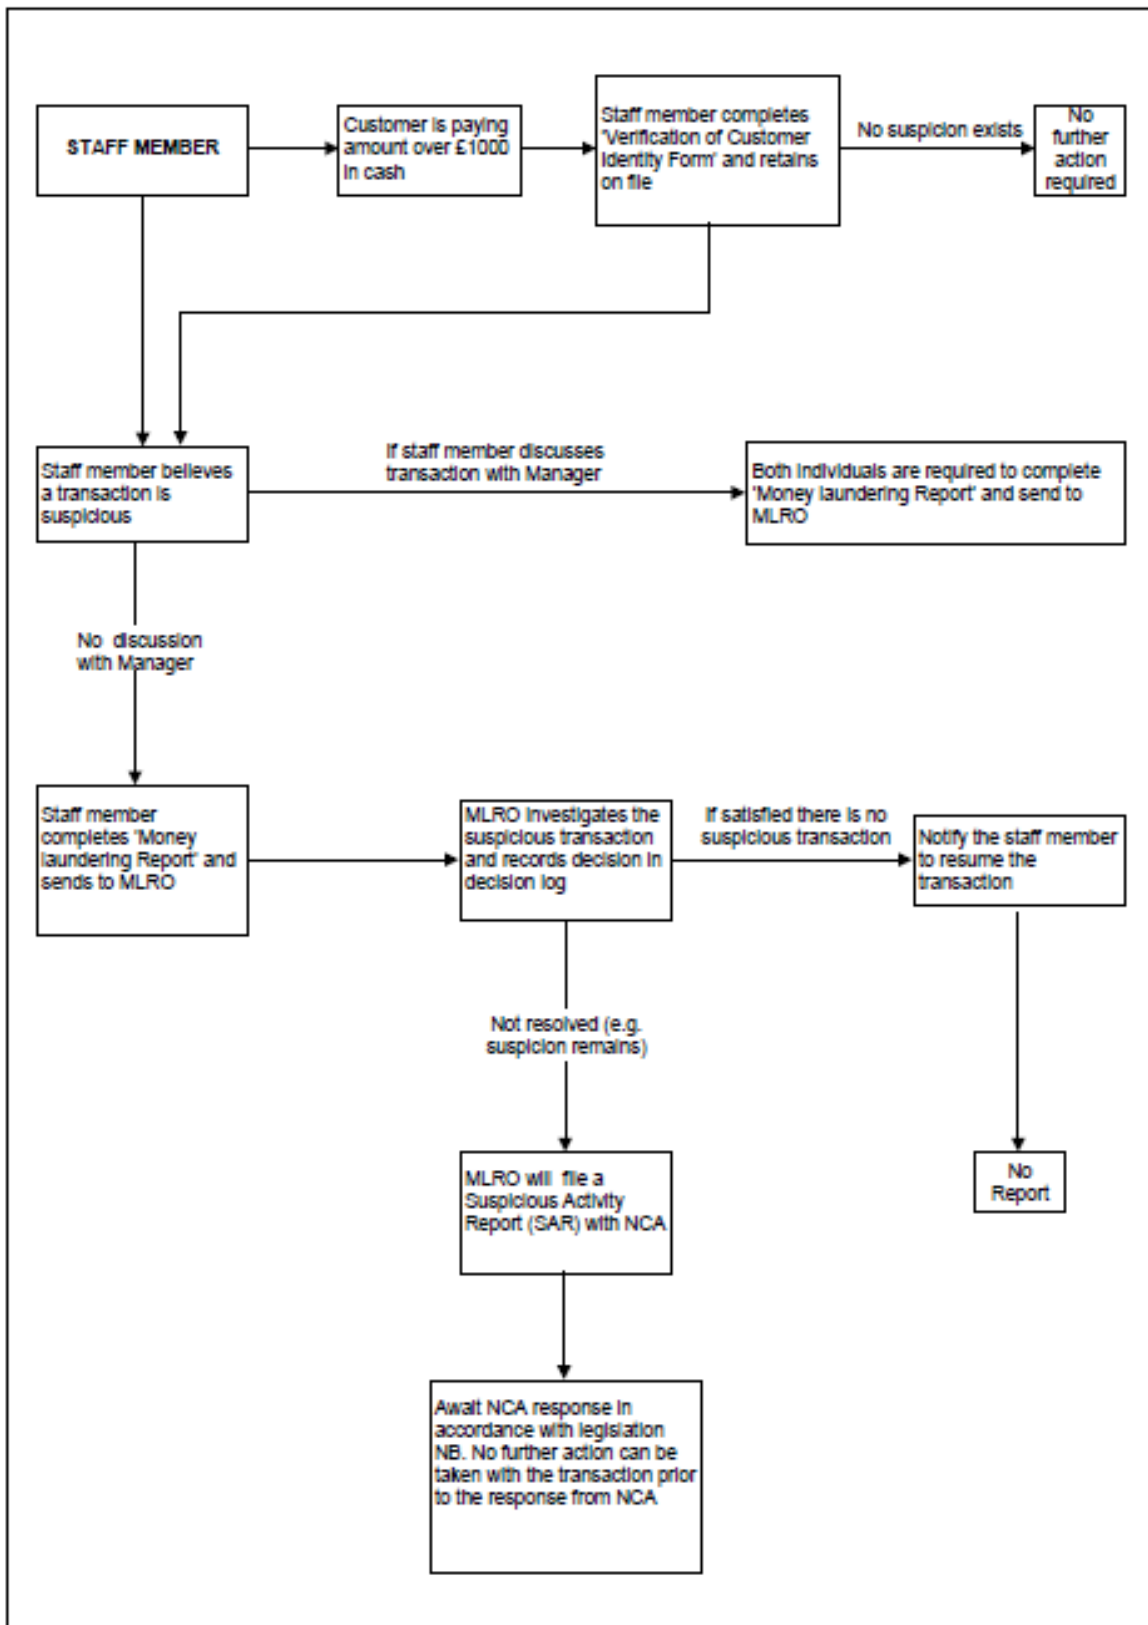 STAFF MEMBER
Customer is paying
amount over £1000
in cash
Staff member completes
'Verification of Customer
Identity Form' and retains
on file
No suspicion exists
No
further
action
required
Staff member believes
a transaction is
suspicious
If staff member discusses
transaction with Manager
Both individuals are required to complete
'Money laundering Report' and send to
MLRO
No discussion
with Manager
Staff member
completes 'Money
laundering Report' and
sends to MLRO
MLRO investigates the
suspicious transaction
and records decision in
decision log
If satisfied there is no
suspicious transaction
Notify the staff member
to resume the
transaction
Not resolved (e.g.
suspicion remains)
MLRO will file a
Suspicious Activity
Report (SAR) with NCA
No
Report
Await NCA response in
accordance with legislation
NB. No further action can be
taken with the transaction prior
to the response from NCA